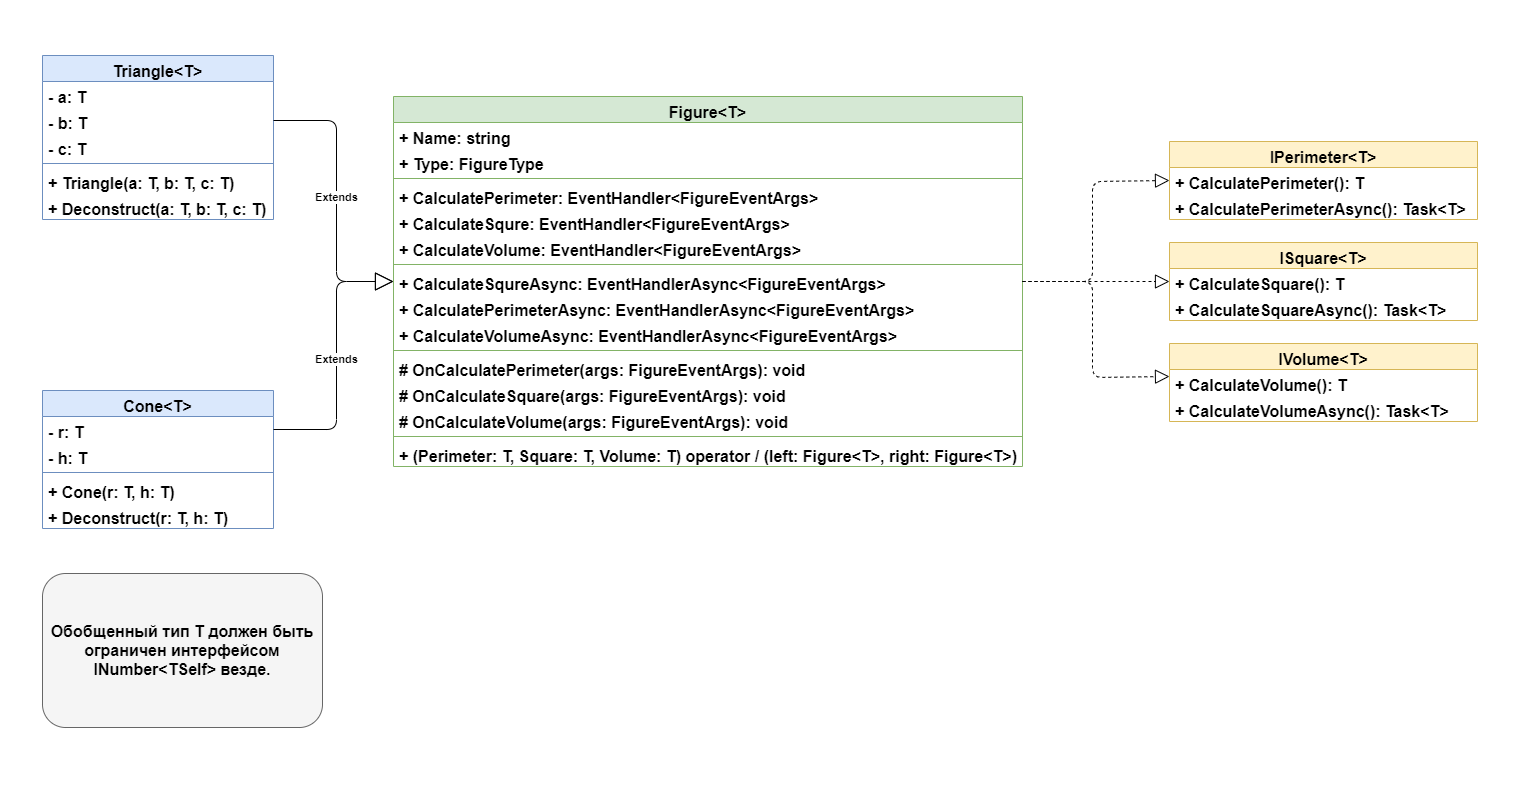 Triangle<T>
- a: T
- b: T
- c: T
+ Triangle(a: T, b: T, c: T)
+ Deconstruct(a: T, b: T, c: T)
Extends
Extends
Cone<T>
- r: T
- h: T
+ Cone(r: T, h: T)
+ Deconstruct(r: T, h: T)
Figure<T>
+ Name: string
+ Type: FigureType
+ CalculatePerimeter: EventHandler<FigureEventArgs>
+ CalculateSqure: EventHandler<FigureEventArgs>
+ CalculateVolume: EventHandler<FigureEventArgs>
+ CalculateSqureAsync: EventHandlerAsync<FigureEventArgs>
+ CalculatePerimeterAsync: EventHandlerAsync<FigureEventArgs>
+ CalculateVolumeAsync: EventHandlerAsync<FigureEventArgs>
# OnCalculatePerimeter(args: FigureEventArgs): void
# OnCalculateSquare(args: FigureEventArgs): void
# OnCalculateVolume(args: FigureEventArgs): void
+ (Perimeter: T, Square: T, Volume: T) operator / (left: Figure<T>, right: Figure<T>)
IPerimeter<T>
+ CalculatePerimeter(): T
+ CalculatePerimeterAsync(): Task<T>
ISquare<T>
+ CalculateSquare(): T
+ CalculateSquareAsync(): Task<T>
IVolume<T>
+ CalculateVolume(): T
+ CalculateVolumeAsync(): Task<T>
Обобщенный тип T должен быть
ограничен интерфейсом
INumber<TSelf> везде.